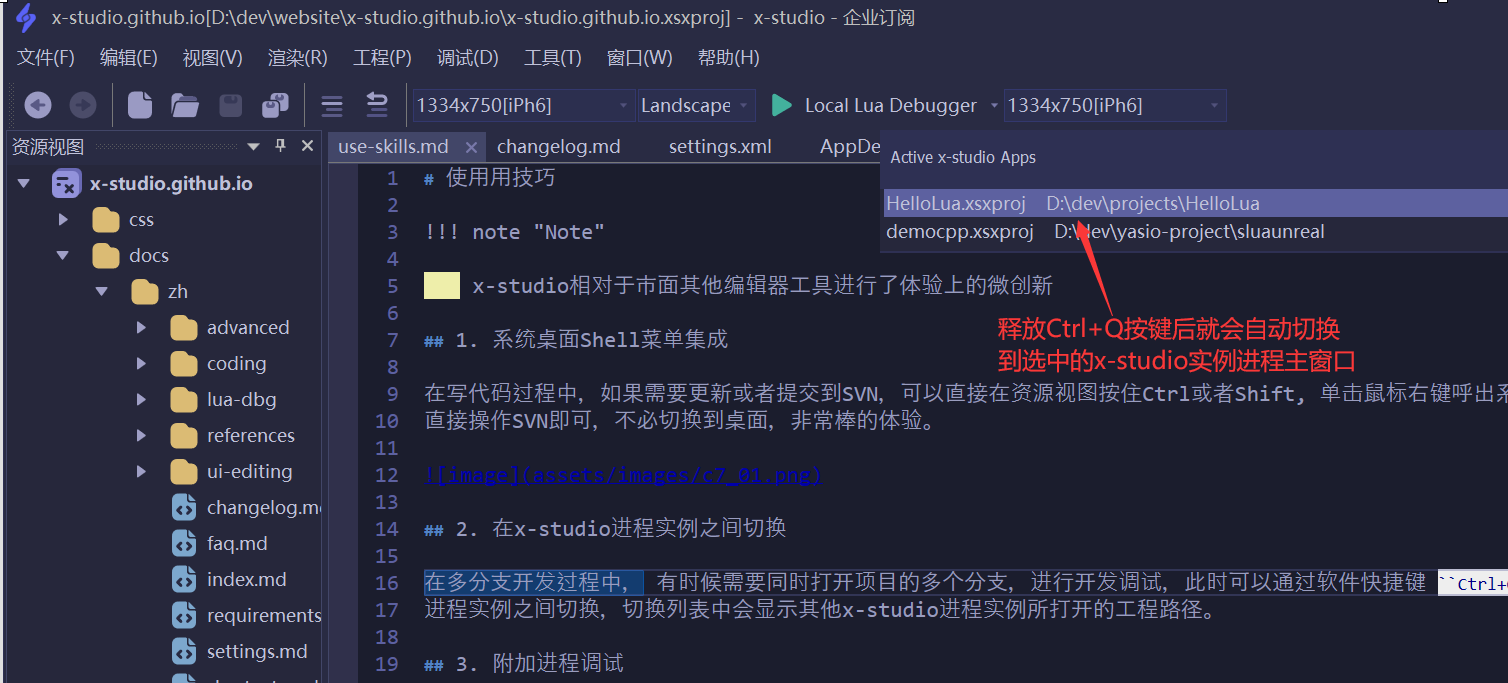 x-studio.github.io[D:\dev\website\x-studio.github.io\x-studio.github.io.xsxproj] - x-studio - 企业订阅
文件(F) 编辑(E) 视图(V) 渲染(R) 工程(P) 调试(D) 工具(T) 窗口(W) 帮助(H)
1334x750[iPh6] Landscape Local Lua Debugger 1334x750[iPh6]
资源视图
x-studio.github.io
css
docs
zh
advanced
coding
lua-dbg
references
ui-editing
changelog.m
faq.md
index.md
requirements
settings.md
use-skills.md changelog.md settings.xml AppDe
Active x-studio Apps
HelloLua.xsxproj D:\dev\projects\HelloLua
democpp.xsxproj D:\dev\yasio-project\sluaunreal
释放Ctrl+Q按键后就会自动切换
到选中的x-studio实例进程主窗口
1 # 使用用技巧
2
3 !!! note "Note"
4
5 x-studio相对于市面其他编辑器工具进行了体验上的微创新
6
7 ## 1. 系统桌面Shell菜单集成
8
9 在写代码过程中，如果需要更新或者提交到SVN，可以直接在资源视图按住Ctrl或者Shift, 单击鼠标右键呼出系
10 直接操作SVN即可，不必切换到桌面，非常棒的体验。
11
12 ![image](assets/images/c7_01.png)
13
14 ## 2. 在x-studio进程实例之间切换
15
16 在多分支开发过程中， 有时候需要同时打开项目的多个分支，进行开发调试，此时可以通过软件快捷键 ``Ctrl+
17 进程实例之间切换，切换列表中会显示其他x-studio进程实例所打开的工程路径。
18
19 ## 3. 附加进程调试